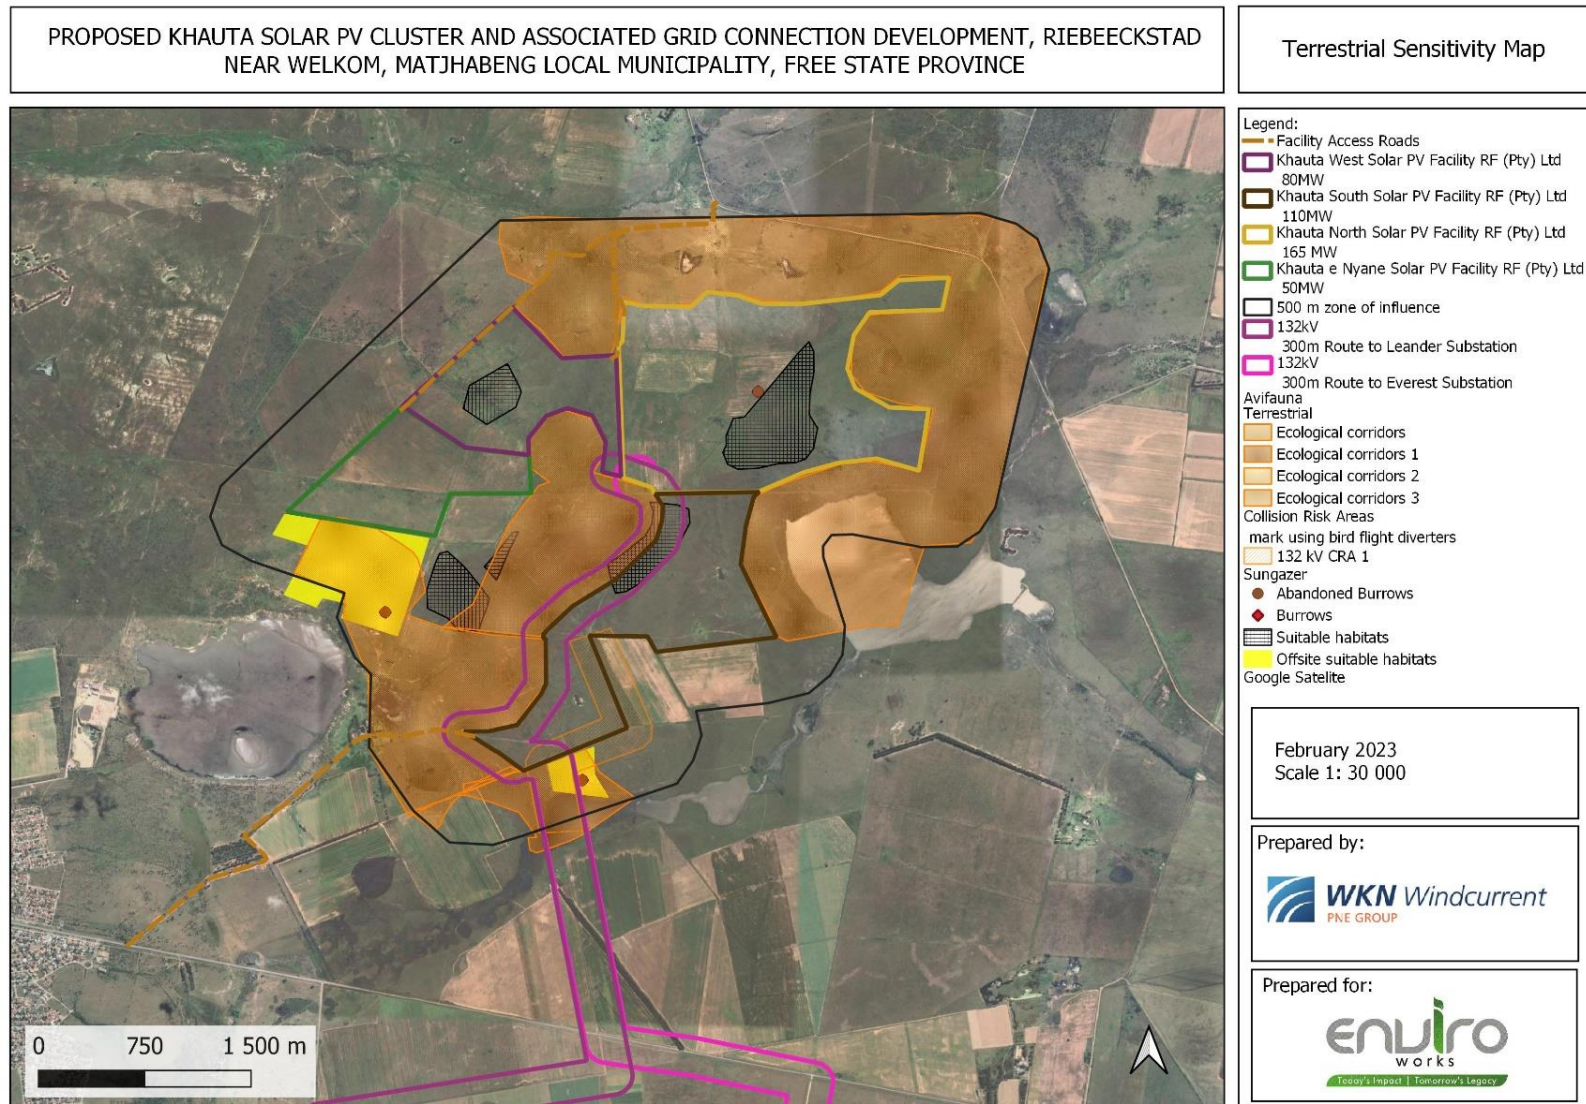 PROPOSED KHAUTA SOLAR PV CLUSTER AND ASSOCIATED GRID CONNECTION DEVELOPMENT, RIEBEECKSTAD
NEAR WELKOM, MATJHABENG LOCAL MUNICIPALITY, FREE STATE PROVINCE
Terrestrial Sensitivity Map
Legend:
Facility Access Roads
Khauta West Solar PV Facility RF (Pty) Ltd
80MW
Khauta South Solar PV Facility RF (Pty) Ltd
110MW
Khauta North Solar PV Facility RF (Pty) Ltd
165 MW
Khauta e Nyane Solar PV Facility RF (Pty) Ltd
50MW
500 m zone of influence
132kV
300m Route to Leander Substation
132kV
300m Route to Everest Substation
Avifauna
Terrestrial
Ecological corridors
Ecological corridors 1
Ecological corridors 2
Ecological corridors 3
Collision Risk Areas
mark using bird flight diverters
132 kV CRA 1
Sungazer
Abandoned Burrows
Burrows
Suitable habitats
Offsite suitable habitats
Google Satelite
February 2023
Scale 1: 30 000
Prepared by:
WKN Windcurrent
PNE GROUP
Prepared for:
enviro
works
Today's Impact | Tomorrow's Legacy
0 750 1 500 m